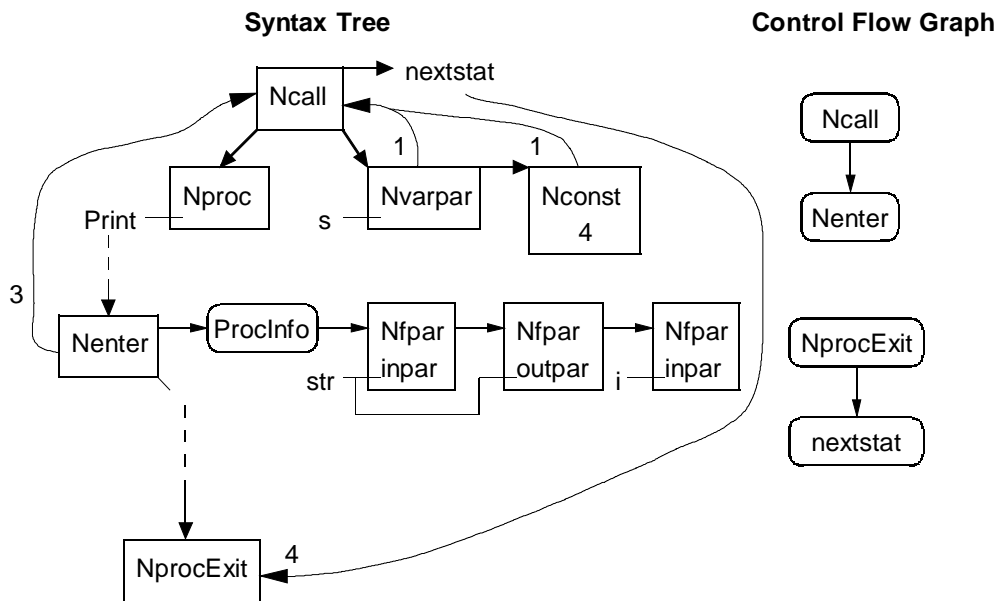 Syntax Tree
Control Flow Graph
nextstat
Ncall
Ncall
1
1
Nproc
Nvarpar
Nconst
4
Print
s
Nenter
3
Nenter
ProcInfo
Nfpar
inpar
Nfpar
outpar
Nfpar
inpar
str
i
NprocExit
nextstat
NprocExit
4